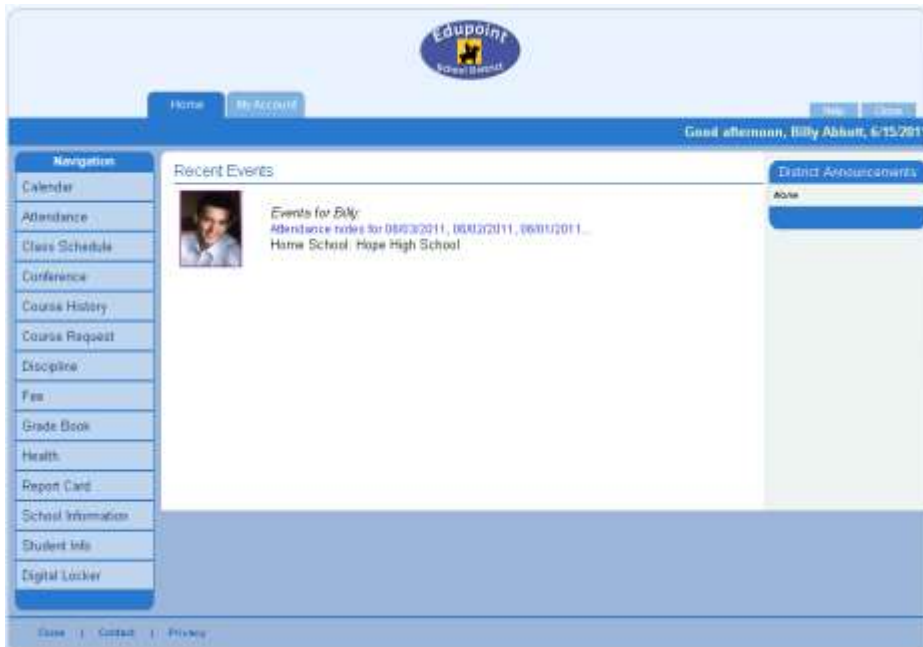 Edupoint
School District
Home
My Account
Help
Close
Good afternoon, Billy Abbott, 6/15/201
Navigation
Calendar
Attendance
Class Schedule
Conference
Course History
Course Request
Discipline
Fee
Grade Book
Health
Report Card
School Information
Student Info
Digital Locker
Recent Events
Events for Billy:
Attendance notes for 06/03/2011, 06/02/2011, 06/01/2011...
Home School: Hope High School
District Announcements
None
Close | Contact | Privacy